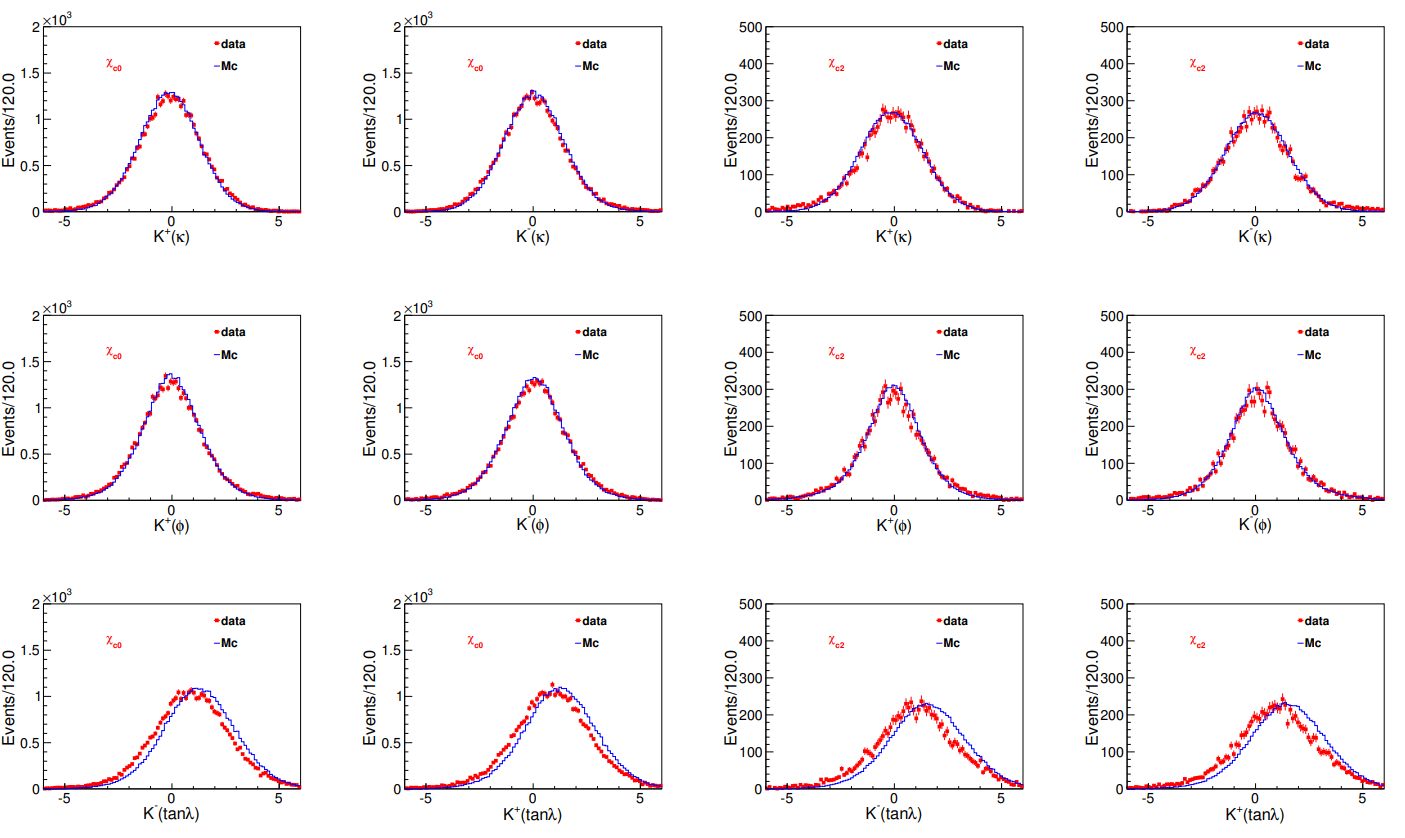 2 ×10³ 2 ×10³ 500 500
data data data data
χc0 χc0 χc2 χc2
Mc Mc Mc Mc
1.5 1.5 400 400
1 1 300 300
200 200
0.5 0.5 100 100
0 0 0 0
-5 0 5 -5 0 5 -5 0 5 -5 0 5
Events/120.0 Events/120.0 Events/120.0 Events/120.0
K⁺(κ) K⁻(κ) K⁺(κ) K⁻(κ)
2 ×10³ 2 ×10³ 500 500
data data data data
χc0 χc0 χc2 χc2
Mc Mc Mc Mc
1.5 1.5 400 400
1 1 300 300
200 200
0.5 0.5 100 100
0 0 0 0
-5 0 5 -5 0 5 -5 0 5 -5 0 5
Events/120.0 Events/120.0 Events/120.0 Events/120.0
K⁺(ϕ) K⁻(ϕ) K⁺(ϕ) K⁻(ϕ)
2 ×10³ 2 ×10³ 500 500
data data data data
χc0 χc0 χc2 χc2
Mc Mc Mc Mc
1.5 1.5 400 400
1 1 300 300
200 200
0.5 0.5 100 100
0 0 0 0
-5 0 5 -5 0 5 -5 0 5 -5 0 5
Events/120.0 Events/120.0 Events/120.0 Events/120.0
K⁻(tanλ) K⁺(tanλ) K⁻(tanλ) K⁺(tanλ)